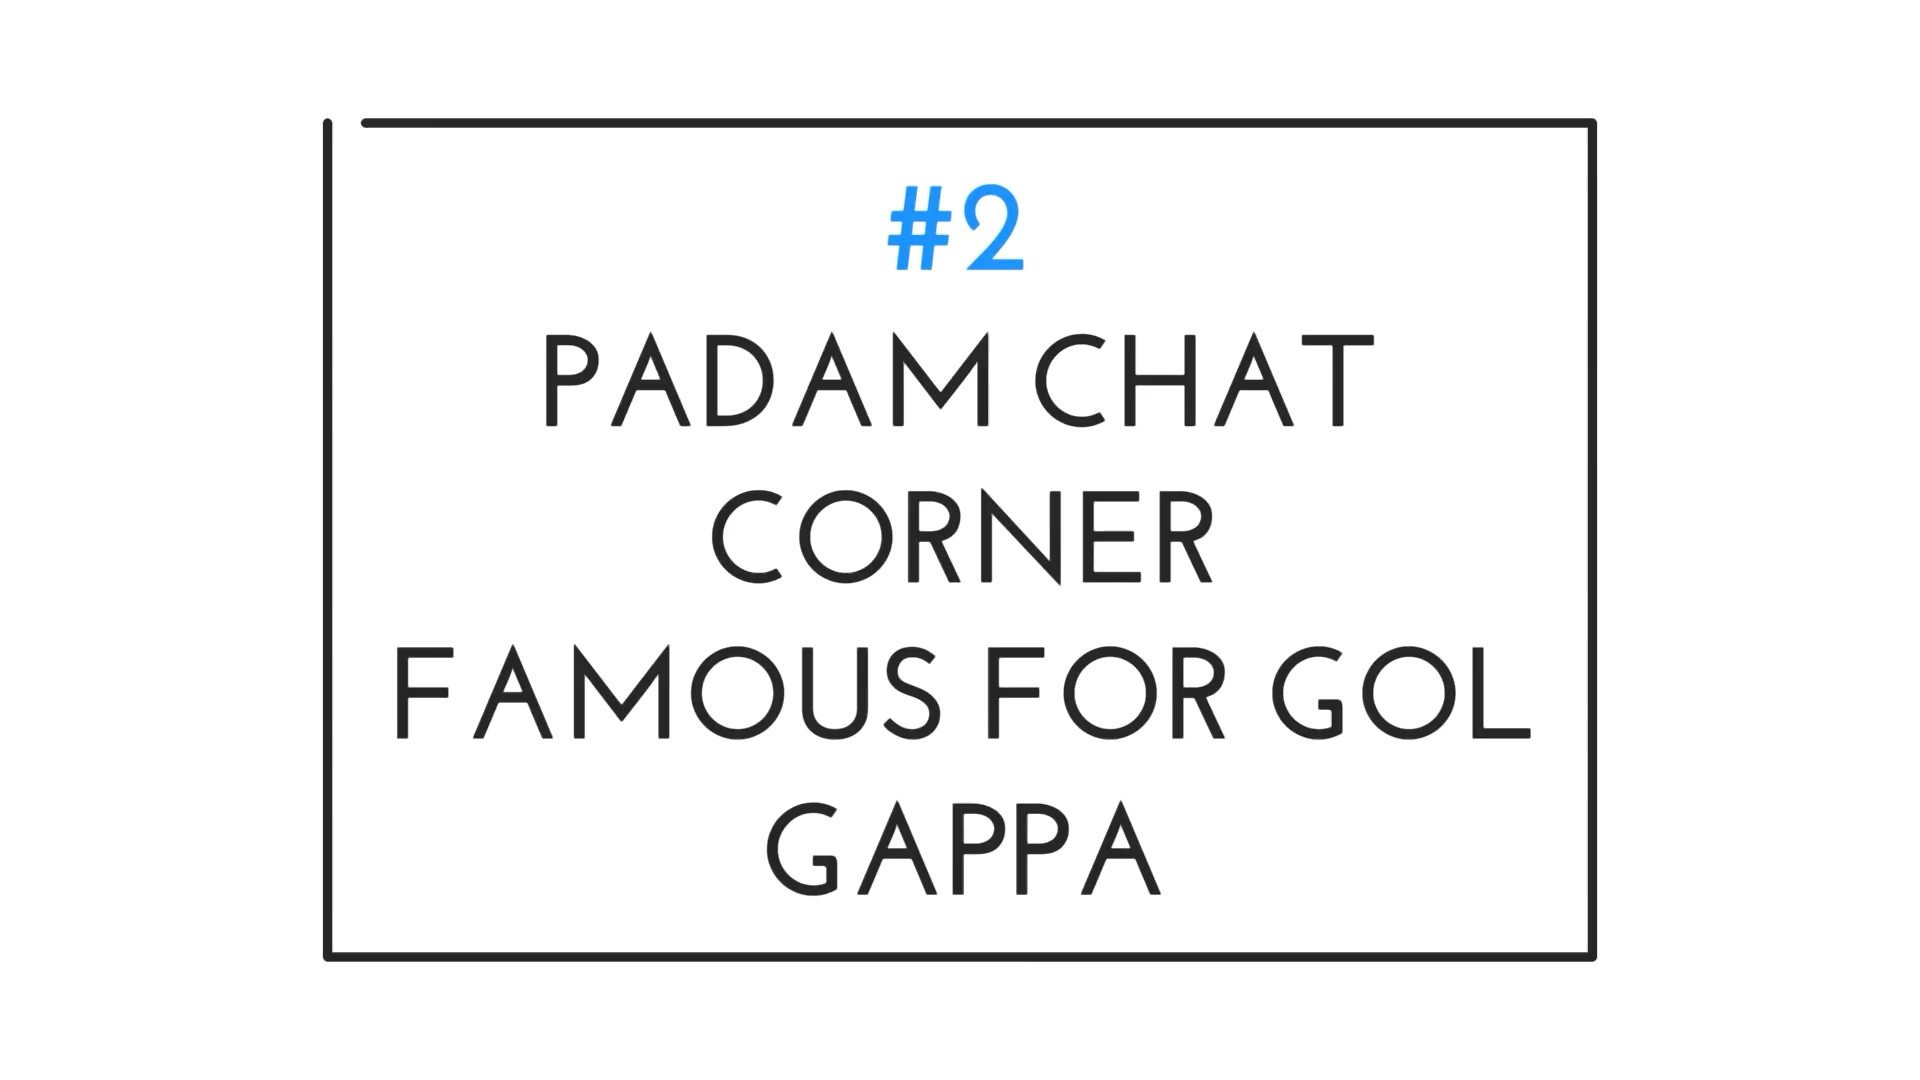 #2
PADAM CHAT
CORNER
FAMOUS FOR GOL
GAPPA